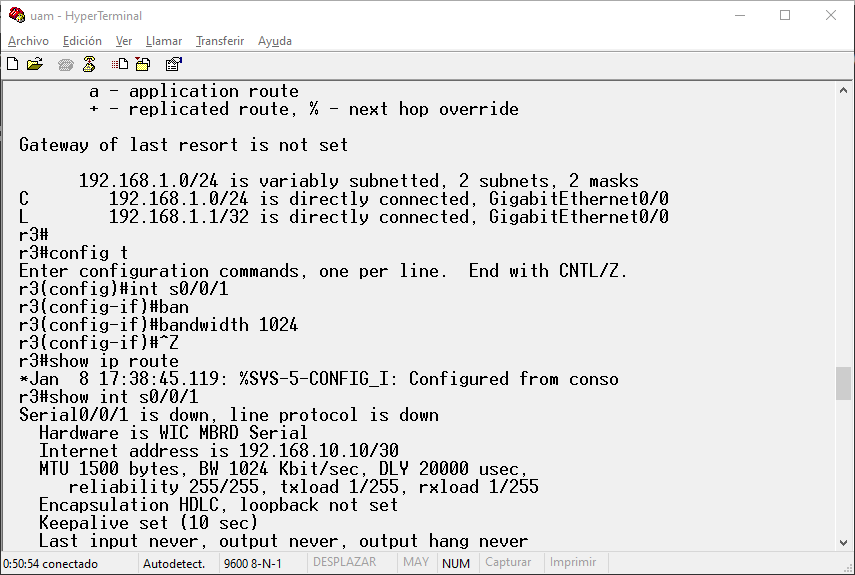 uam - HyperTerminal
Archivo Edición Ver Llamar Transferir Ayuda
a - application route
+ - replicated route, % - next hop override
Gateway of last resort is not set
192.168.1.0/24 is variably subnetted, 2 subnets, 2 masks
C 192.168.1.0/24 is directly connected, GigabitEthernet0/0
L 192.168.1.1/32 is directly connected, GigabitEthernet0/0
r3#
r3#config t
Enter configuration commands, one per line. End with CNTL/Z.
r3(config)#int s0/0/1
r3(config-if)#ban
r3(config-if)#bandwidth 1024
r3(config-if)#^Z
r3#show ip route
*Jan 8 17:38:45.119: %SYS-5-CONFIG_I: Configured from conso
r3#show int s0/0/1
Serial0/0/1 is down, line protocol is down
Hardware is WIC MBRD Serial
Internet address is 192.168.10.10/30
MTU 1500 bytes, BW 1024 Kbit/sec, DLY 20000 usec,
reliability 255/255, txload 1/255, rxload 1/255
Encapsulation HDLC, loopback not set
Keepalive set (10 sec)
Last input never, output never, output hang never
0:50:54 conectado Autodetect. 9600 8-N-1 DESPLAZAR MAY NUM Capturar Imprimir